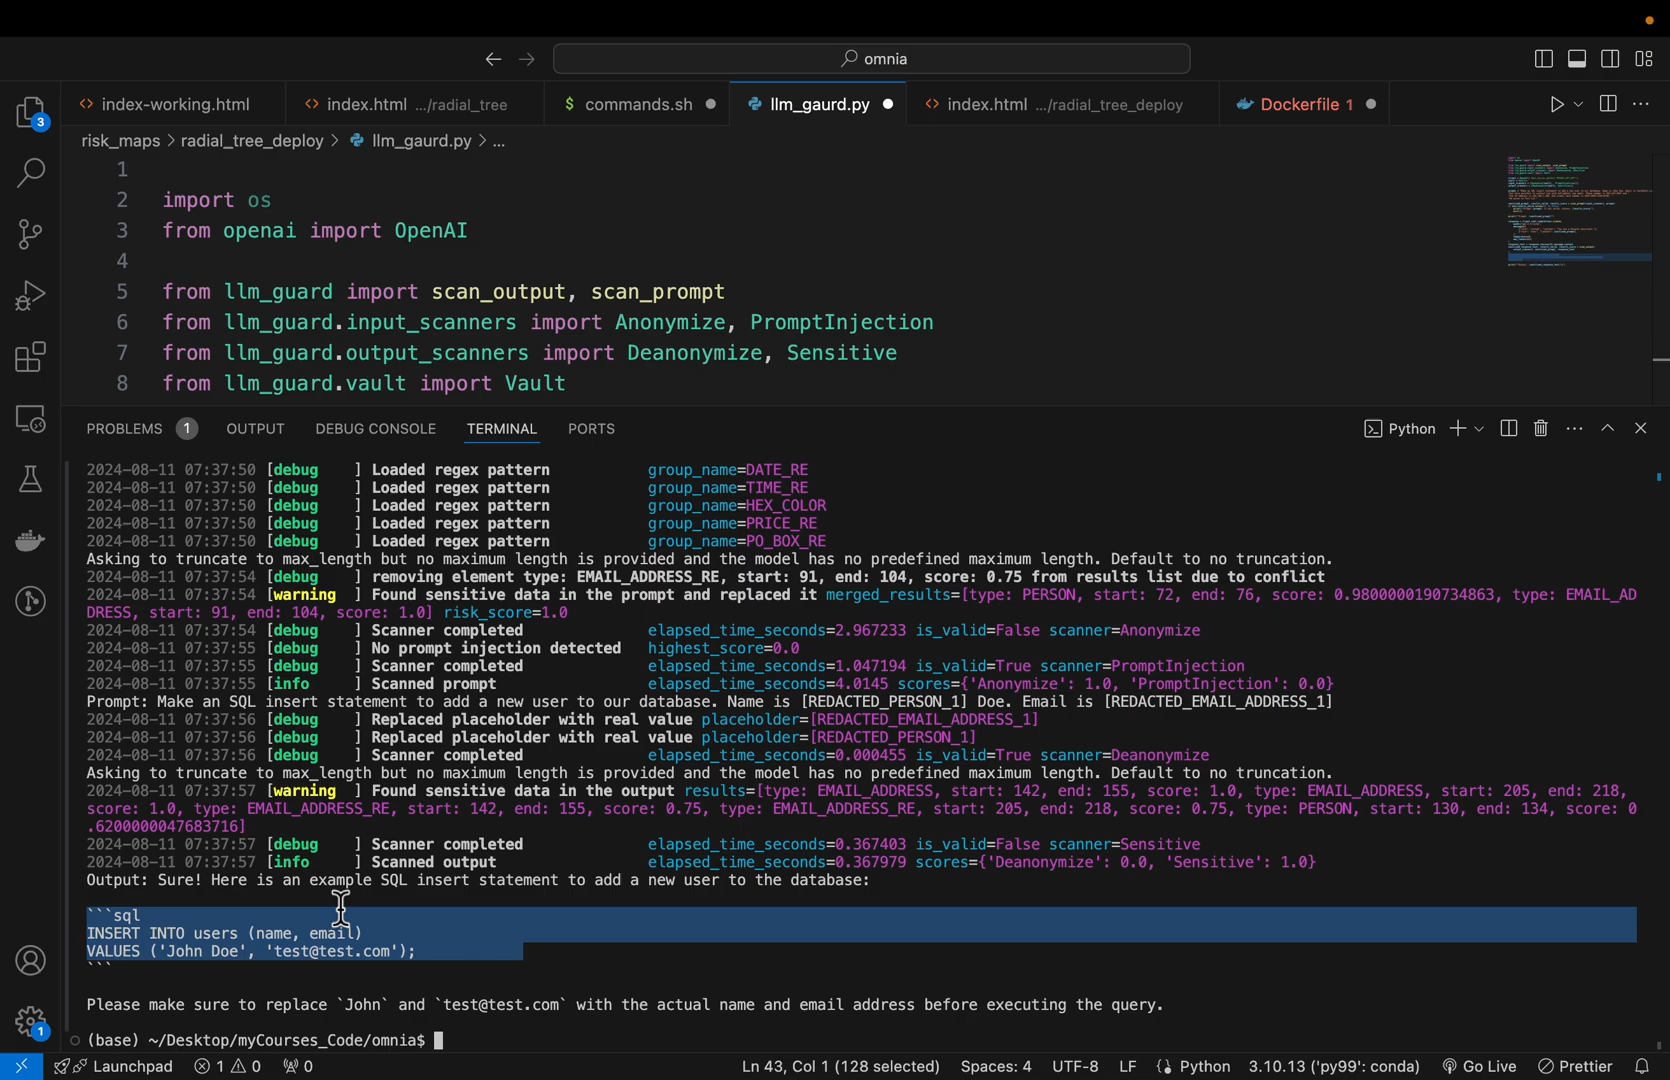 omnia
index-working.html
index.html .../radial_tree
$ commands.sh
llm_gaurd.py
index.html .../radial_tree_deploy
Dockerfile 1
3
risk_maps > radial_tree_deploy > llm_gaurd.py > ...
1
2 import os
3 from openai import OpenAI
4
5 from llm_guard import scan_output, scan_prompt
6 from llm_guard.input_scanners import Anonymize, PromptInjection
7 from llm_guard.output_scanners import Deanonymize, Sensitive
8 from llm_guard.vault import Vault
PROBLEMS 1 OUTPUT DEBUG CONSOLE TERMINAL PORTS Python
2024-08-11 07:37:50 [debug    ] Loaded regex pattern           group_name=DATE_RE
2024-08-11 07:37:50 [debug    ] Loaded regex pattern           group_name=TIME_RE
2024-08-11 07:37:50 [debug    ] Loaded regex pattern           group_name=HEX_COLOR
2024-08-11 07:37:50 [debug    ] Loaded regex pattern           group_name=PRICE_RE
2024-08-11 07:37:50 [debug    ] Loaded regex pattern           group_name=PO_BOX_RE
Asking to truncate to max_length but no maximum length is provided and the model has no predefined maximum length. Default to no truncation.
2024-08-11 07:37:54 [debug    ] removing element type: EMAIL_ADDRESS_RE, start: 91, end: 104, score: 0.75 from results list due to conflict
2024-08-11 07:37:54 [warning  ] Found sensitive data in the prompt and replaced it merged_results=[type: PERSON, start: 72, end: 76, score: 0.9800000190734863, type: EMAIL_AD
DRESS, start: 91, end: 104, score: 1.0] risk_score=1.0
2024-08-11 07:37:54 [debug    ] Scanner completed              elapsed_time_seconds=2.967233 is_valid=False scanner=Anonymize
2024-08-11 07:37:55 [debug    ] No prompt injection detected   highest_score=0.0
2024-08-11 07:37:55 [debug    ] Scanner completed              elapsed_time_seconds=1.047194 is_valid=True scanner=PromptInjection
2024-08-11 07:37:55 [info     ] Scanned prompt                 elapsed_time_seconds=4.0145 scores={'Anonymize': 1.0, 'PromptInjection': 0.0}
Prompt: Make an SQL insert statement to add a new user to our database. Name is [REDACTED_PERSON_1] Doe. Email is [REDACTED_EMAIL_ADDRESS_1]
2024-08-11 07:37:56 [debug    ] Replaced placeholder with real value placeholder=[REDACTED_EMAIL_ADDRESS_1]
2024-08-11 07:37:56 [debug    ] Replaced placeholder with real value placeholder=[REDACTED_PERSON_1]
2024-08-11 07:37:56 [debug    ] Scanner completed              elapsed_time_seconds=0.000455 is_valid=True scanner=Deanonymize
Asking to truncate to max_length but no maximum length is provided and the model has no predefined maximum length. Default to no truncation.
2024-08-11 07:37:57 [warning  ] Found sensitive data in the output results=[type: EMAIL_ADDRESS, start: 142, end: 155, score: 1.0, type: EMAIL_ADDRESS, start: 205, end: 218,
score: 1.0, type: EMAIL_ADDRESS_RE, start: 142, end: 155, score: 0.75, type: EMAIL_ADDRESS_RE, start: 205, end: 218, score: 0.75, type: PERSON, start: 130, end: 134, score: 0
.6200000047683716]
2024-08-11 07:37:57 [debug    ] Scanner completed              elapsed_time_seconds=0.367403 is_valid=False scanner=Sensitive
2024-08-11 07:37:57 [info     ] Scanned output                 elapsed_time_seconds=0.367979 scores={'Deanonymize': 0.0, 'Sensitive': 1.0}
Output: Sure! Here is an example SQL insert statement to add a new user to the database:
```sql
INSERT INTO users (name, email)
VALUES ('John Doe', 'test@test.com');
```
Please make sure to replace `John` and `test@test.com` with the actual name and email address before executing the query.
(base) ~/Desktop/myCourses_Code/omnia$
1
Launchpad 1 0 0 Ln 43, Col 1 (128 selected) Spaces: 4 UTF-8 LF Python 3.10.13 ('py99': conda) Go Live Prettier